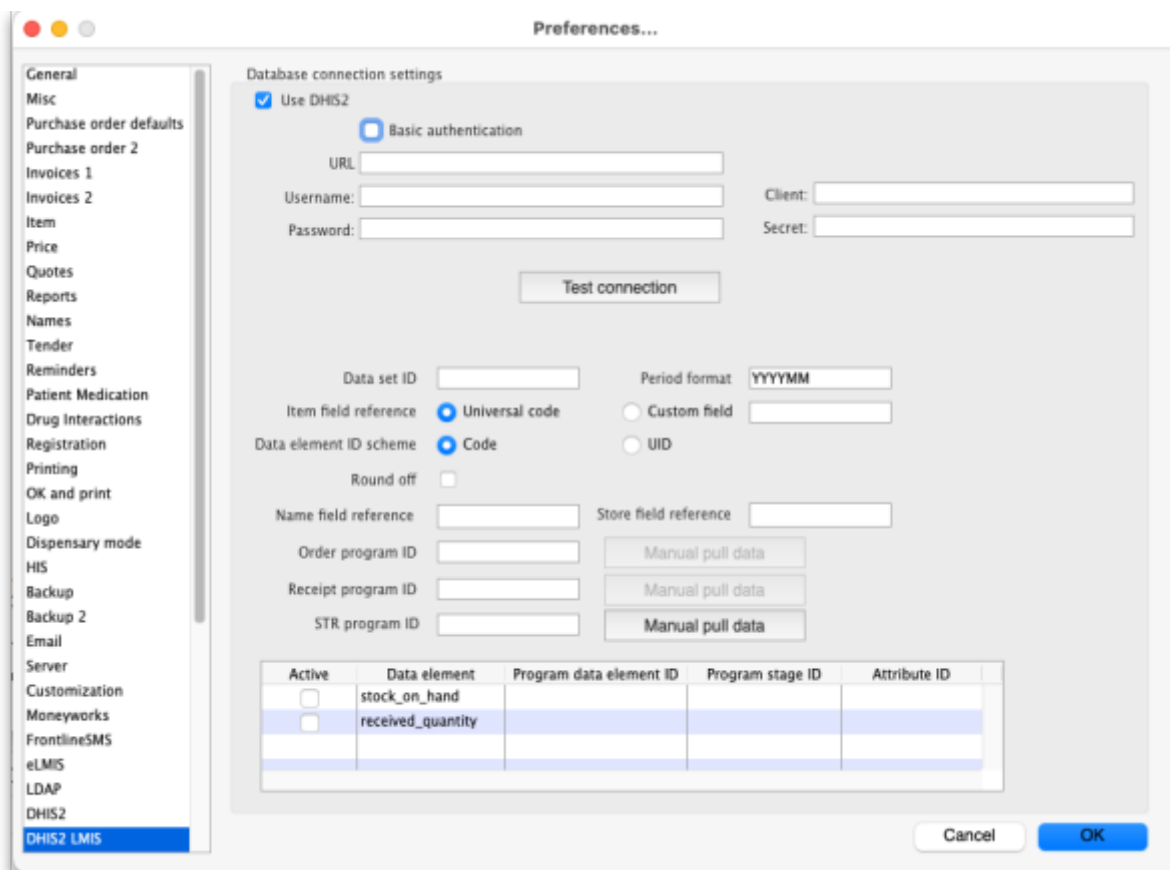 Preferences...
General
Misc
Purchase order defaults
Purchase order 2
Invoices 1
Invoices 2
Item
Price
Quotes
Reports
Names
Tender
Reminders
Patient Medication
Drug Interactions
Registration
Printing
OK and print
Logo
Dispensary mode
HIS
Backup
Backup 2
Email
Server
Customization
Moneyworks
FrontlineSMS
eLMIS
LDAP
DHIS2
DHIS2 LMIS
Database connection settings
Use DHIS2
Basic authentication
URL
Username: Client:
Password: Secret:
Test connection
Data set ID Period format YYYYMM
Item field reference Universal code Custom field
Data element ID scheme Code UID
Round off
Name field reference Store field reference
Order program ID Manual pull data
Receipt program ID Manual pull data
STR program ID Manual pull data
Active Data element Program data element ID Program stage ID Attribute ID
stock_on_hand
received_quantity
Cancel OK